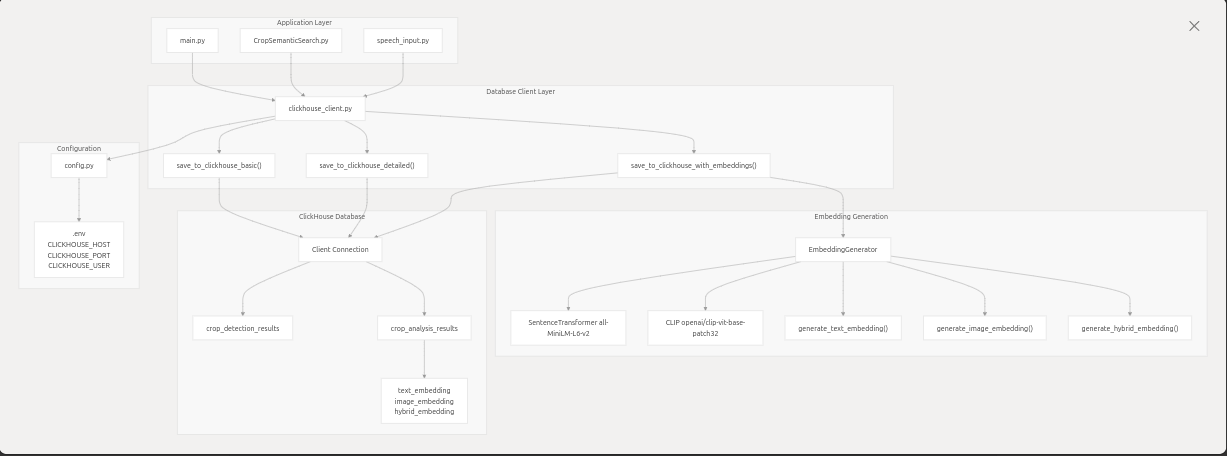 Application Layer
main.py
CropSemanticSearch.py
speech_input.py
Database Client Layer
clickhouse_client.py
Configuration
config.py
save_to_clickhouse_basic()
save_to_clickhouse_detailed()
save_to_clickhouse_with_embeddings()
.env
CLICKHOUSE_HOST
CLICKHOUSE_PORT
CLICKHOUSE_USER
ClickHouse Database
Client Connection
Embedding Generation
EmbeddingGenerator
crop_detection_results
crop_analysis_results
SentenceTransformer all-
MiniLM-L6-v2
CLIP openai/clip-vit-base-
patch32
generate_text_embedding()
generate_image_embedding()
generate_hybrid_embedding()
text_embedding
image_embedding
hybrid_embedding